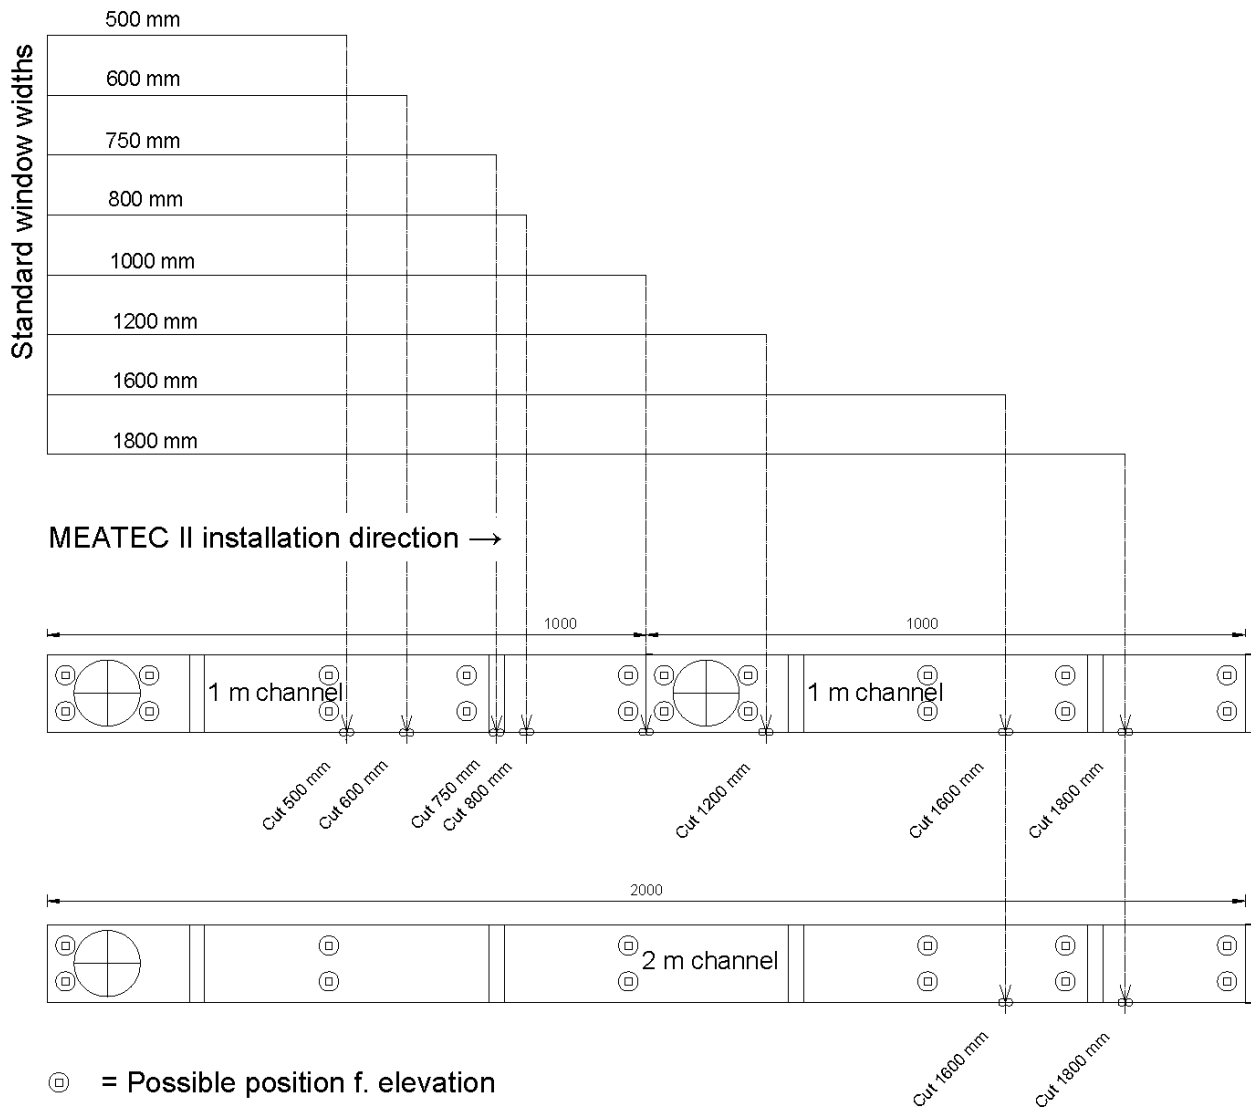 Standard window widths
500 mm
600 mm
750 mm
800 mm
1000 mm
1200 mm
1600 mm
1800 mm
MEATEC II installation direction →
1000
1000
1 m channel
1 m channel
Cut 500 mm
Cut 600 mm
Cut 750 mm
Cut 800 mm
Cut 1200 mm
Cut 1600 mm
Cut 1800 mm
2000
2 m channel
Cut 1600 mm
Cut 1800 mm
= Possible position f. elevation